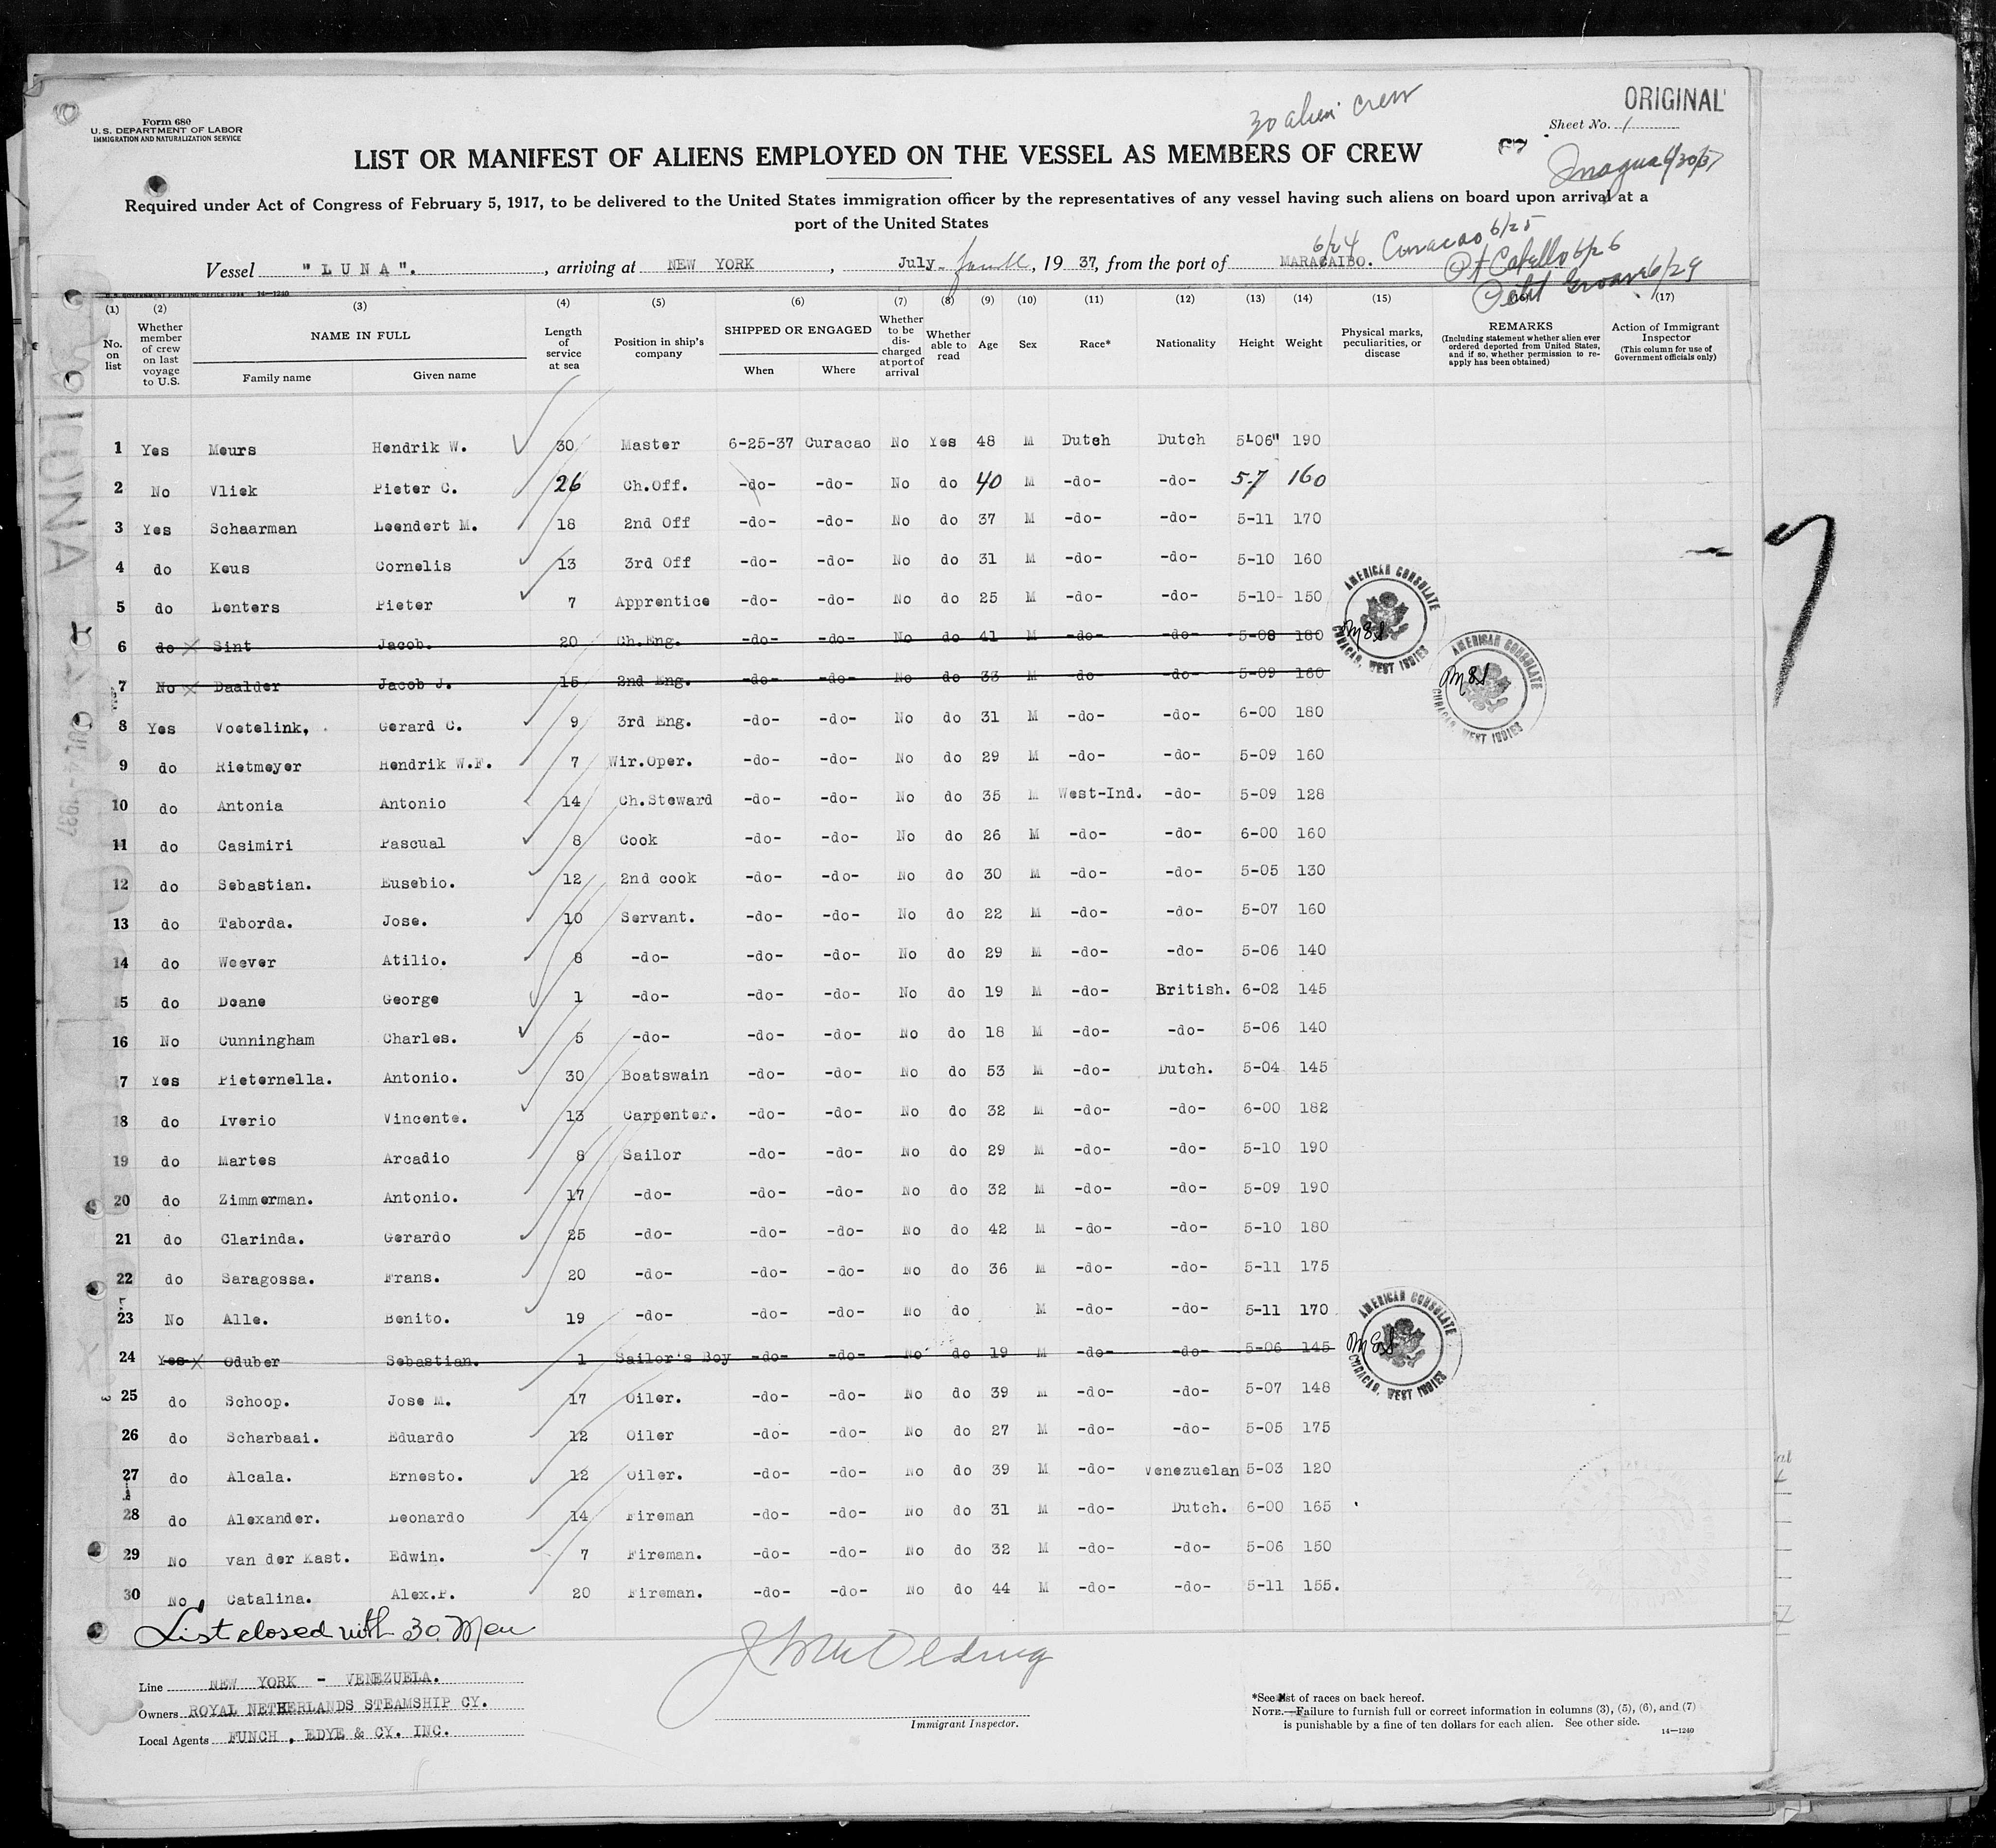 ORIGINAL
Form 680
U.S. DEPARTMENT OF LABOR
IMMIGRATION AND NATURALIZATION SERVICE
30 alien crew
Sheet No. 1
LIST OR MANIFEST OF ALIENS EMPLOYED ON THE VESSEL AS MEMBERS OF CREW
Inagua 6/30/37
Required under Act of Congress of February 5, 1917, to be delivered to the United States immigration officer by the representatives of any vessel having such aliens on board upon arrival at a
port of the United States
6/24 Curacao 6/25
Vessel "LUNA". , arriving at NEW YORK , July fourth, 1937, from the port of MARACAIBO.
Pt Cabello 6/26
Petit Groave 6/29
(1) (2) (3) (4) (5) (6) (7) (8) (9) (10) (11) (12) (13) (14) (15) (16) (17)
No. on list
Whether member of crew on last voyage to U.S.
NAME IN FULL
Family name
Given name
Length of service at sea
Position in ship's company
SHIPPED OR ENGAGED
When
Where
Whether to be discharged at port of arrival
Whether able to read
Age
Sex
Race*
Nationality
Height
Weight
Physical marks, peculiarities, or disease
REMARKS
(Including statement whether alien ever ordered deported from United States, and if so, whether permission to reapply has been obtained)
Action of Immigrant Inspector
(This column for use of Government officials only)
1 Yes Meurs Hendrik W. 30 Master 6-25-37 Curacao No Yes 48 M Dutch Dutch 5'06" 190
2 No Vliek Pieter C. 26 Ch.Off. -do- -do- No do 40 M -do- -do- 5-7 160
3 Yes Schaarman Leendert M. 18 2nd Off -do- -do- No do 37 M -do- -do- 5-11 170
4 do Keus Cornelis 13 3rd Off -do- -do- No do 31 M -do- -do- 5-10 160
5 do Lenters Pieter 7 Apprentice -do- -do- No do 25 M -do- -do- 5-10- 150
6 do Sint Jacob. 20 Ch.Eng. -do- -do- No do 41 M -do- -do- 5-08 180
7 No Daalder Jacob J. 15 2nd Eng. -do- -do- No do 33 M -do- -do- 5-09 160
8 Yes Voetelink, Gerard C. 9 3rd Eng. -do- -do- No do 31 M -do- -do- 6-00 180
9 do Rietmeyer Hendrik W.F. 7 Wir.Oper. -do- -do- No do 29 M -do- -do- 5-09 160
10 do Antonia Antonio 14 Ch.Steward -do- -do- No do 35 M West-Ind. -do- 5-09 128
11 do Casimiri Pascual 8 Cook -do- -do- No do 26 M -do- -do- 6-00 160
12 do Sebastian. Eusebio. 12 2nd cook -do- -do- No do 30 M -do- -do- 5-05 130
13 do Taborda. Jose. 10 Servant. -do- -do- No do 22 M -do- -do- 5-07 160
14 do Weever Atilio. 8 -do- -do- -do- No do 29 M -do- -do- 5-06 140
15 do Doane George 1 -do- -do- -do- No do 19 M -do- British. 6-02 145
16 No Cunningham Charles. 5 -do- -do- -do- No do 18 M -do- -do- 5-06 140
17 Yes Pieternella. Antonio. 30 Boatswain -do- -do- No do 53 M -do- Dutch. 5-04 145
18 do Iverio Vincente. 13 Carpenter. -do- -do- No do 32 M -do- -do- 6-00 182
19 do Martes Arcadio 8 Sailor -do- -do- No do 29 M -do- -do- 5-10 190
20 do Zimmerman. Antonio. 17 -do- -do- -do- No do 32 M -do- -do- 5-09 190
21 do Clarinda. Gerardo 25 -do- -do- -do- No do 42 M -do- -do- 5-10 180
22 do Saragossa. Frans. 20 -do- -do- -do- No do 36 M -do- -do- 5-11 175
23 No Alle. Benito. 19 -do- -do- -do- No do M -do- -do- 5-11 170
24 Yes Oduber Sebastian. 1 Sailor's Boy -do- -do- No do 19 M -do- -do- 5-06 145
25 do Schoop. Jose M. 17 Oiler. -do- -do- No do 39 M -do- -do- 5-07 148
26 do Scharbaai. Eduardo 12 Oiler -do- -do- No do 27 M -do- -do- 5-05 175
27 do Alcala. Ernesto. 12 Oiler. -do- -do- No do 39 M -do- Venezuelan 5-03 120
28 do Alexander. Leonardo 14 Fireman -do- -do- No do 31 M -do- Dutch. 6-00 165
29 No van der Kast. Edwin. 7 Fireman. -do- -do- No do 32 M -do- -do- 5-06 150
30 No Catalina. Alex.P. 20 Fireman. -do- -do- No do 44 M -do- -do- 5-11 155.
AMERICAN CONSULATE
CURACAO, WEST INDIES
AMERICAN CONSULATE
CURACAO, WEST INDIES
AMERICAN CONSULATE
CURACAO, WEST INDIES
LUNA
JUL 4-1937
List closed with 30 Men
Line NEW YORK - VENEZUELA.
Owners ROYAL NETHERLANDS STEAMSHIP CY.
Local Agents FUNCH, EDYE & CY. INC.
Immigrant Inspector.
*See list of races on back hereof.
NOTE.—Failure to furnish full or correct information in columns (3), (5), (6), and (7)
is punishable by a fine of ten dollars for each alien. See other side.
14—1240